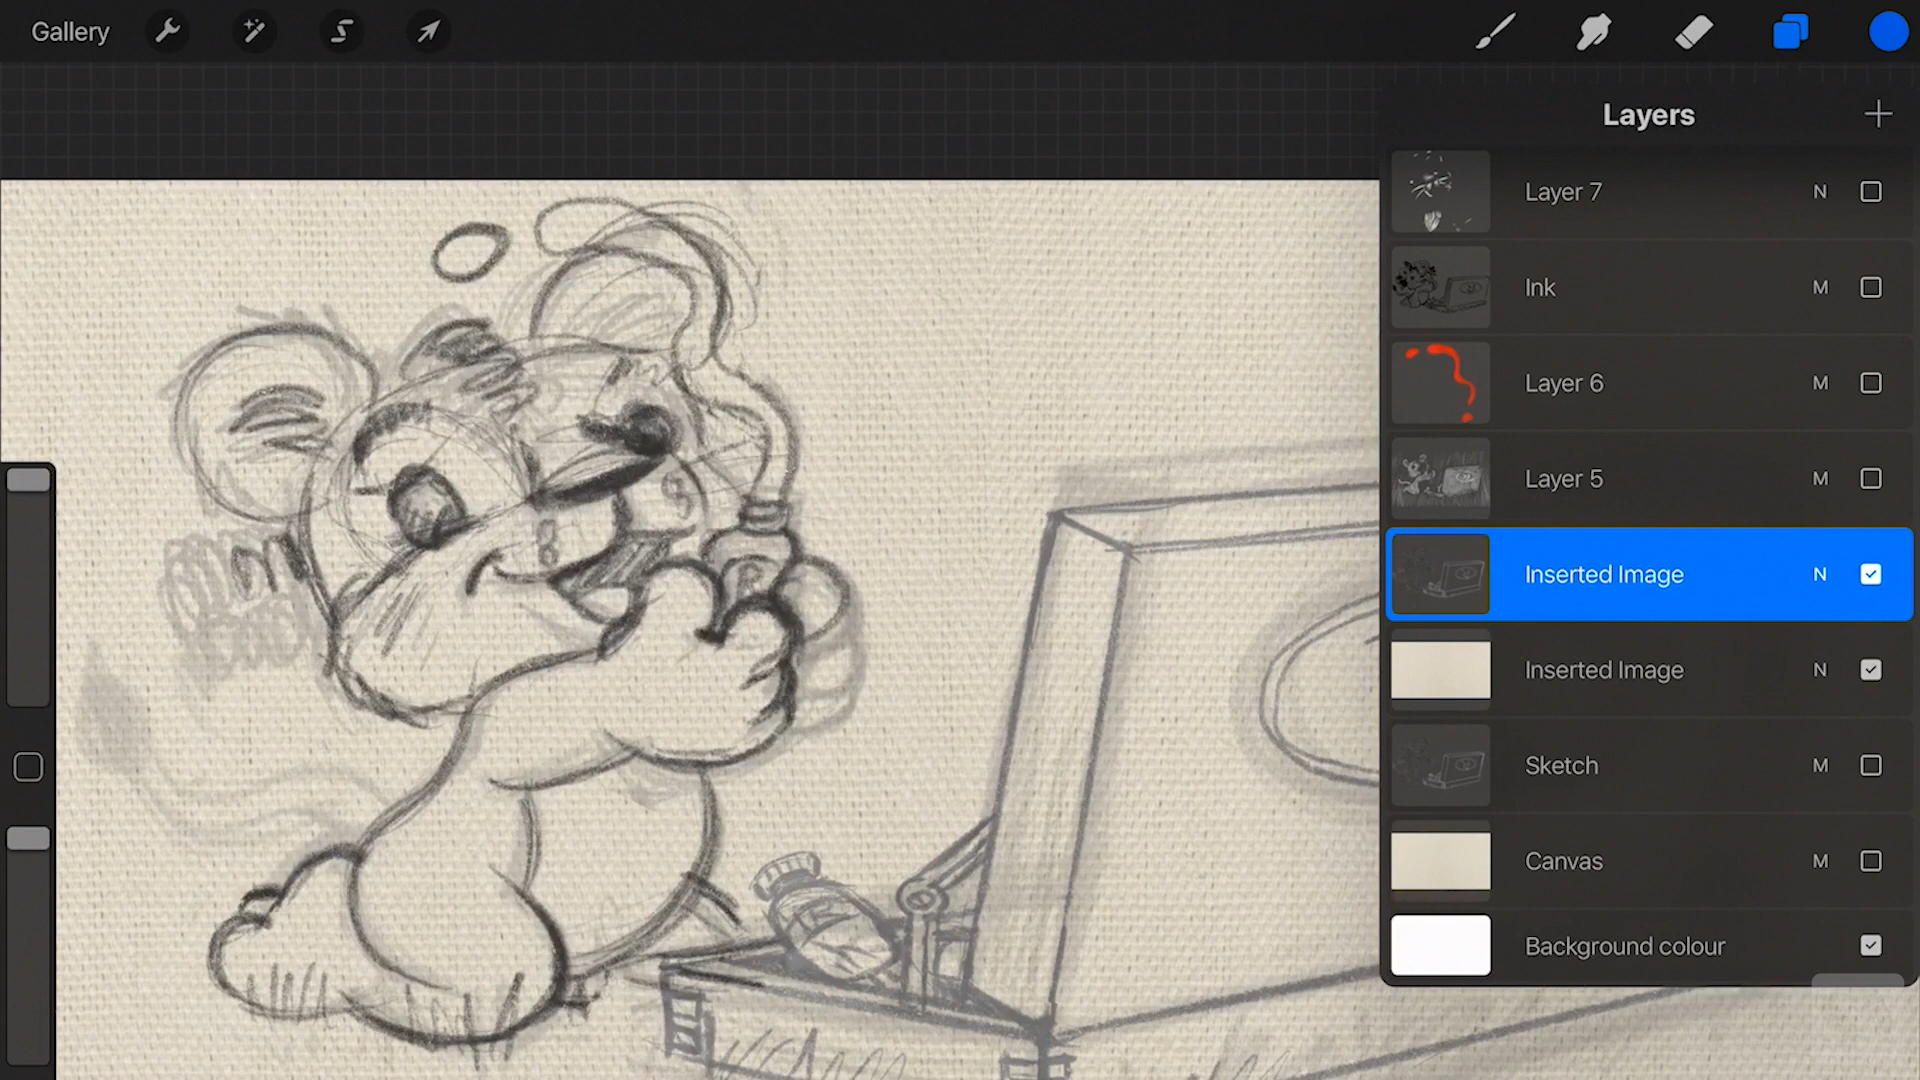 Gallery
Layers
Layer 7 N
Ink M
Layer 6 M
Layer 5 M
Inserted Image N
Inserted Image N
Sketch M
Canvas M
Background colour
R